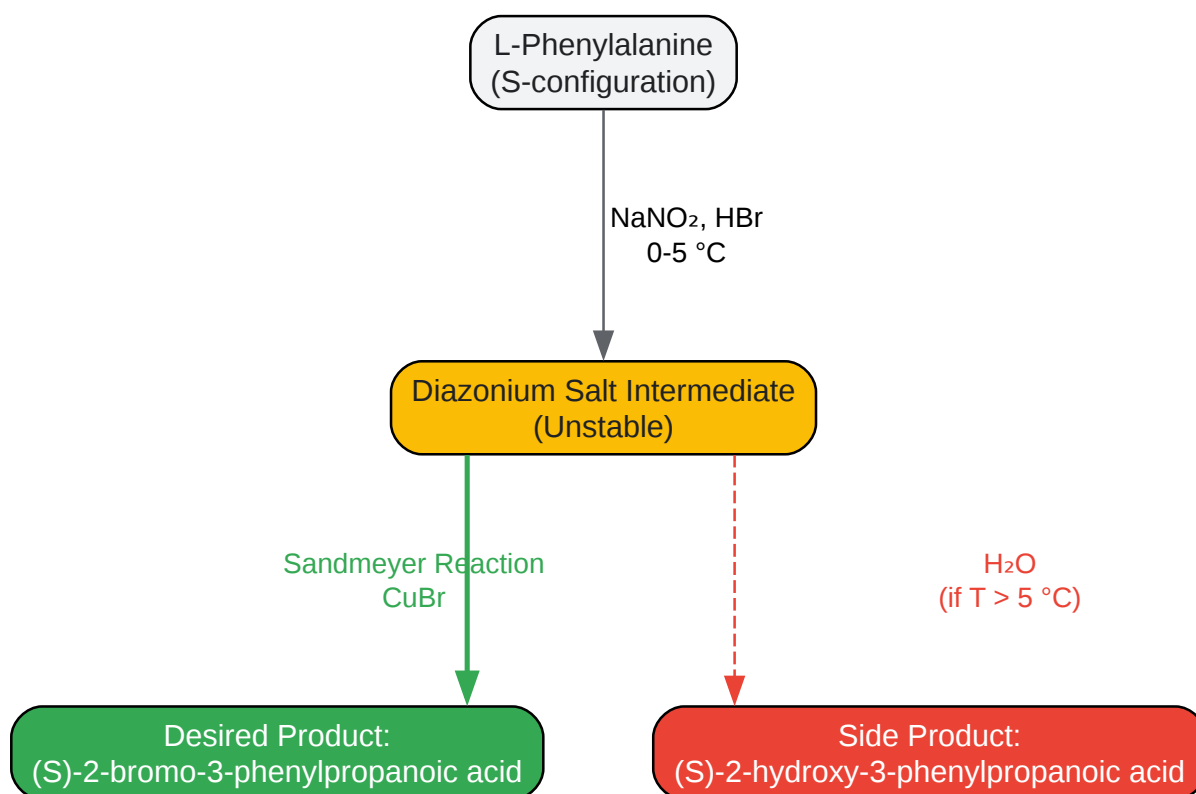 L-Phenylalanine
(S-configuration)
NaNO₂, HBr
0-5 °C
Diazonium Salt Intermediate
(Unstable)
Sandmeyer Reaction
CuBr
H₂O
(if T > 5 °C)
Desired Product:
(S)-2-bromo-3-phenylpropanoic acid
Side Product:
(S)-2-hydroxy-3-phenylpropanoic acid